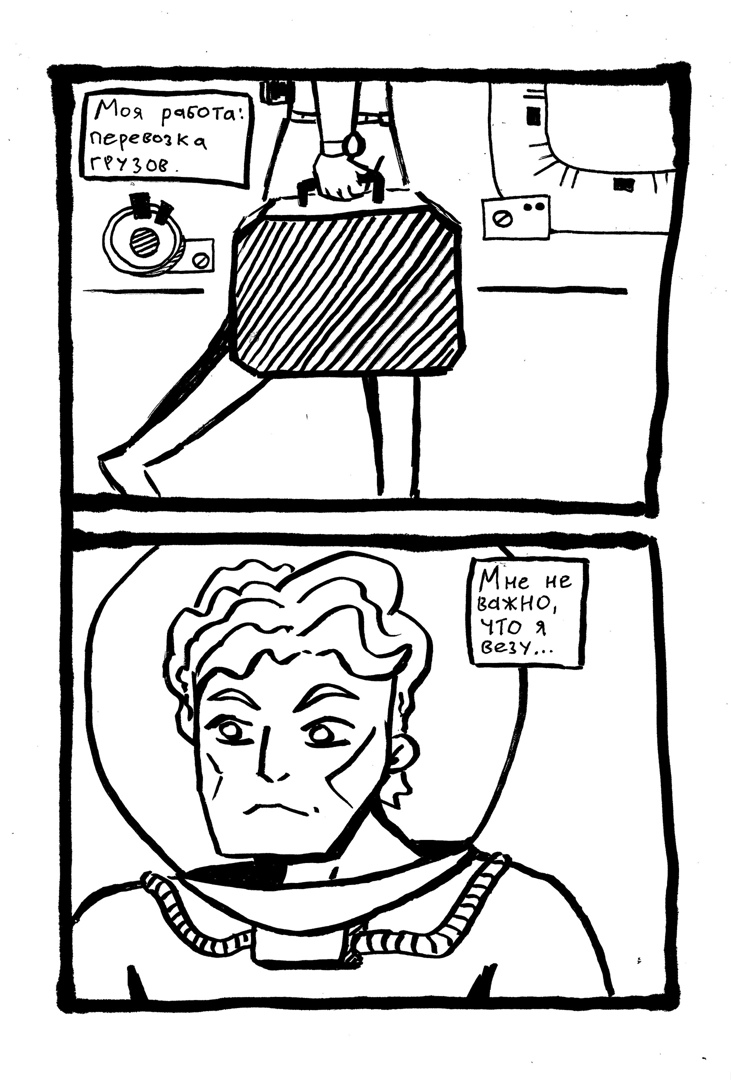 Моя работа:
перевозка
грузов.
Мне не
важно,
что я
везу...